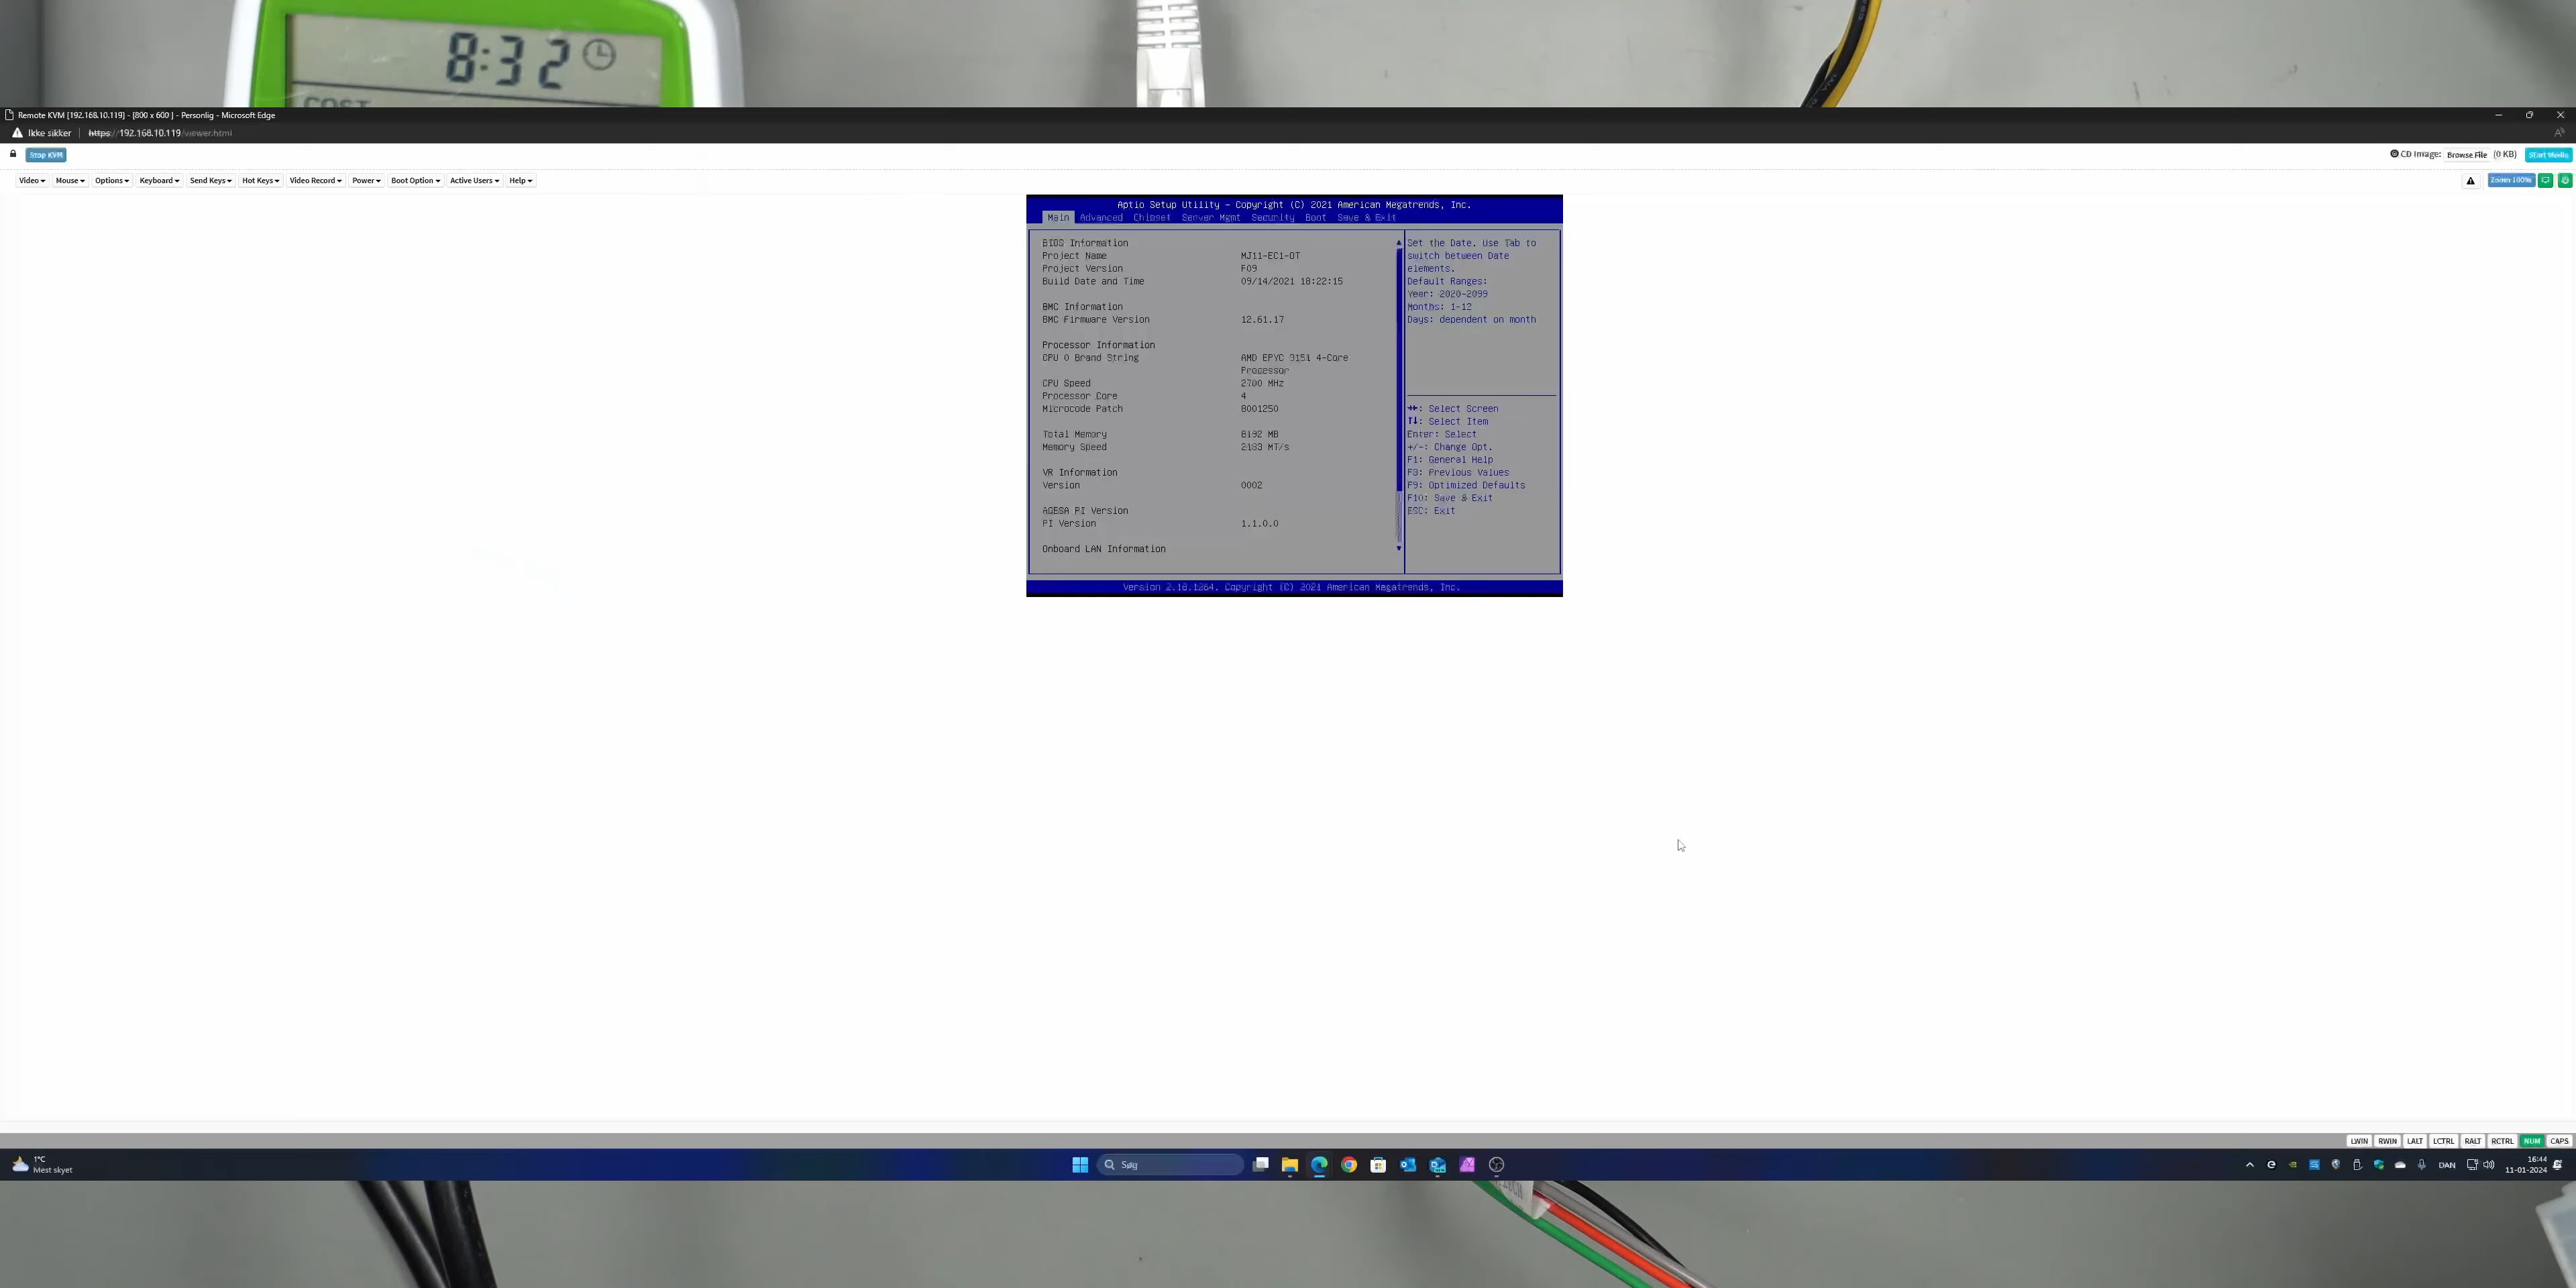 8:32
COST
Remote KVM [192.168.10.119] - [800 x 600 ] - Personlig - Microsoft Edge
Ikke sikker | https://192.168.10.119/viewer.html
Stop KVM
CD Image: Browse File (0 KB) Start Media
Video Mouse Options Keyboard Send Keys Hot Keys Video Record Power Boot Option Active Users Help
Zoom 100%
Aptio Setup Utility - Copyright (C) 2021 American Megatrends, Inc.
Main Advanced Chipset Server Mgmt Security Boot Save & Exit
BIOS Information
Project Name MJ11-EC1-OT
Project Version F09
Build Date and Time 09/14/2021 18:22:15
BMC Information
BMC Firmware Version 12.61.17
Processor Information
CPU 0 Brand String AMD EPYC 3151 4-Core
Processor
CPU Speed 2700 MHz
Processor Core 4
Microcode Patch 8001250
Total Memory 8192 MB
Memory Speed 2133 MT/s
VR Information
Version 0002
AGESA PI Version
PI Version 1.1.0.0
Onboard LAN Information
Set the Date. Use Tab to
switch between Date
elements.
Default Ranges:
Year: 2020-2099
Months: 1-12
Days: dependent on month
→←: Select Screen
↑↓: Select Item
Enter: Select
+/-: Change Opt.
F1: General Help
F3: Previous Values
F9: Optimized Defaults
F10: Save & Exit
ESC: Exit
Version 2.18.1264. Copyright (C) 2021 American Megatrends, Inc.
LWIN RWIN LALT LCTRL RALT RCTRL NUM CAPS
1°C
Mest skyet
Søg
DAN
16:44
11-01-2024